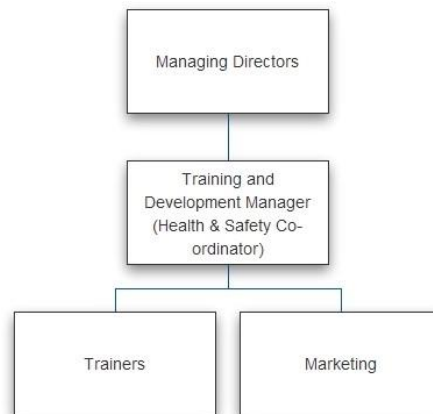 Managing Directors
Training and
Development Manager
(Health & Safety Co-
ordinator)
Trainers
Marketing